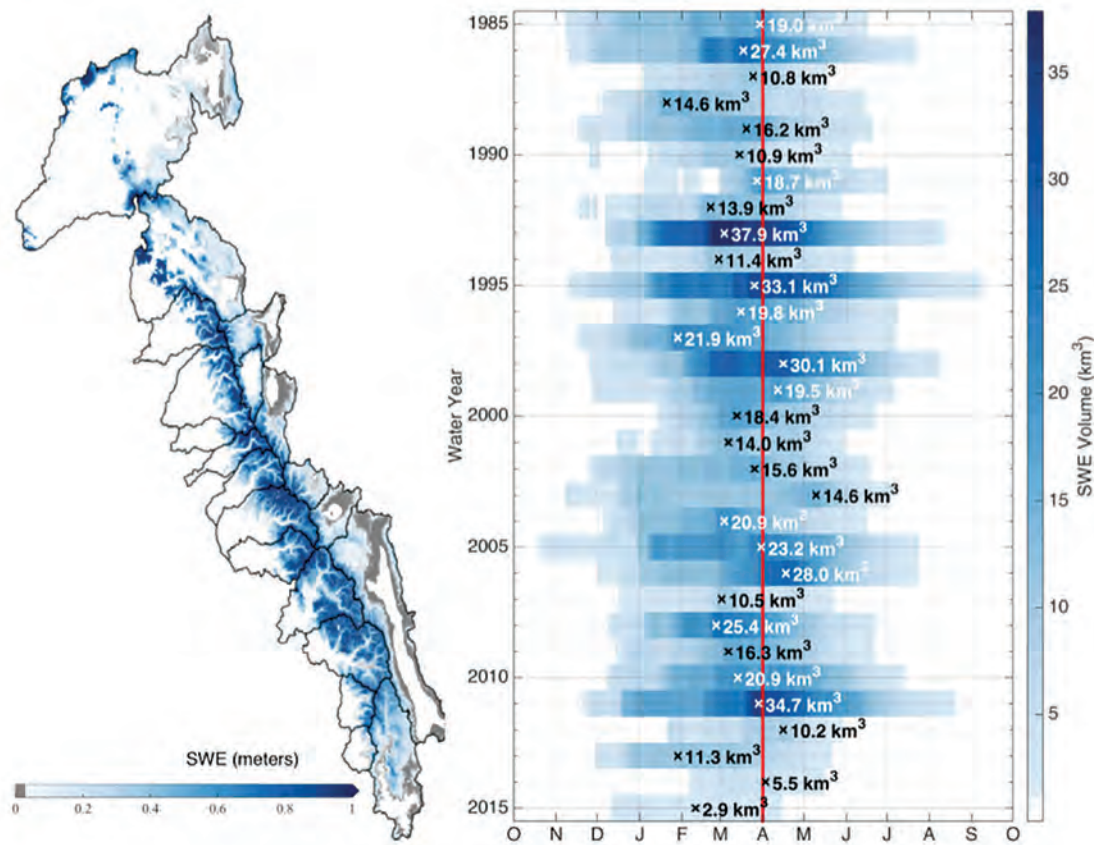 SWE (meters)
0 0.2 0.4 0.6 0.8 1
Water Year
1985
1990
1995
2000
2005
2010
2015
×19.0 km³
×27.4 km³
×10.8 km³
×14.6 km³
×16.2 km³
×10.9 km³
×18.7 km³
×13.9 km³
×37.9 km³
×11.4 km³
×33.1 km³
×19.8 km³
×21.9 km³
×30.1 km³
×19.5 km³
×18.4 km³
×14.0 km³
×15.6 km³
×14.6 km³
×20.9 km³
×23.2 km³
×28.0 km³
×10.5 km³
×25.4 km³
×16.3 km³
×20.9 km³
×34.7 km³
×10.2 km³
×11.3 km³
×5.5 km³
×2.9 km³
O N D J F M A M J J A S O
35
30
25
20
15
10
5
SWE Volume (km³)